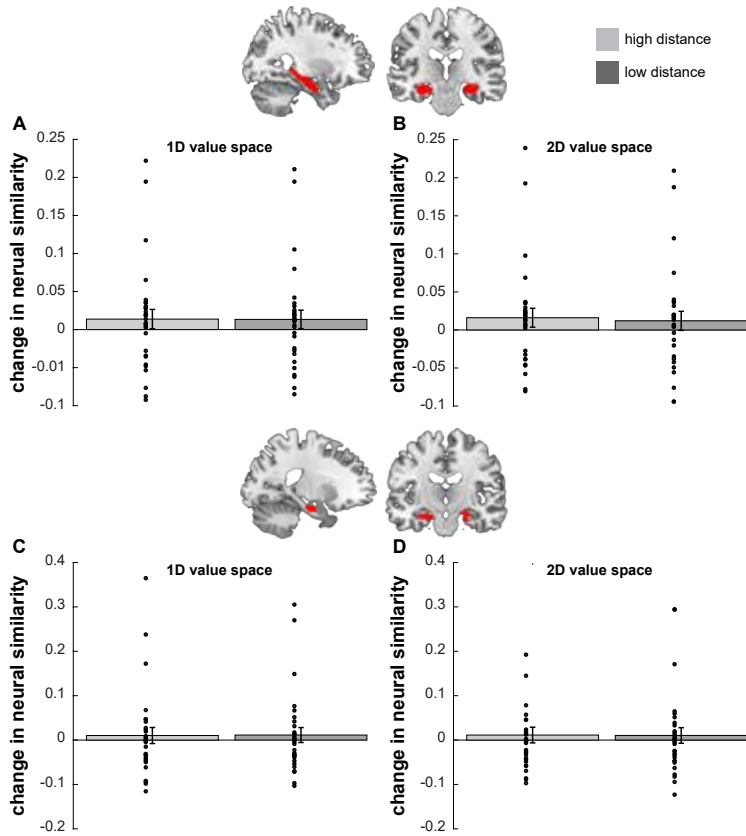 high distance
low distance
A
1D value space
change in nerual similarity
0.25
0.2
0.15
0.1
0.05
0
-0.01
-0.1
B
2D value space
change in neural similarity
0.25
0.2
0.15
0.1
0.05
0
-0.05
-0.1
C
1D value space
change in neural similarity
0.4
0.3
0.2
0.1
0
-0.1
-0.2
D
2D value space
change in neural similarity
0.4
0.3
0.2
0.1
0
-0.1
-0.2